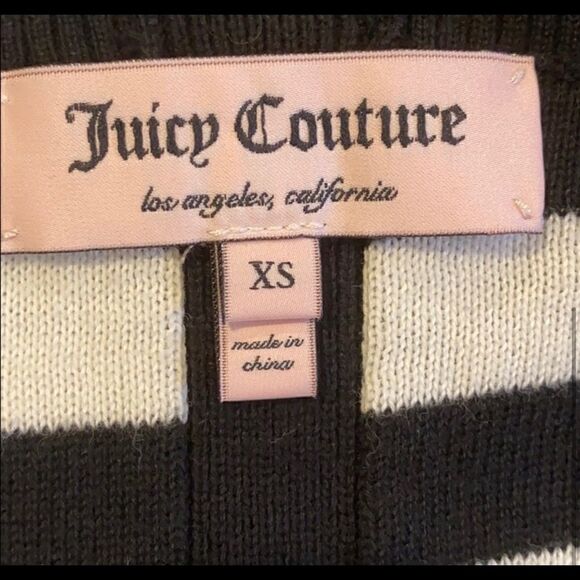 Juicy Couture
los angeles, california
XS
made in
china